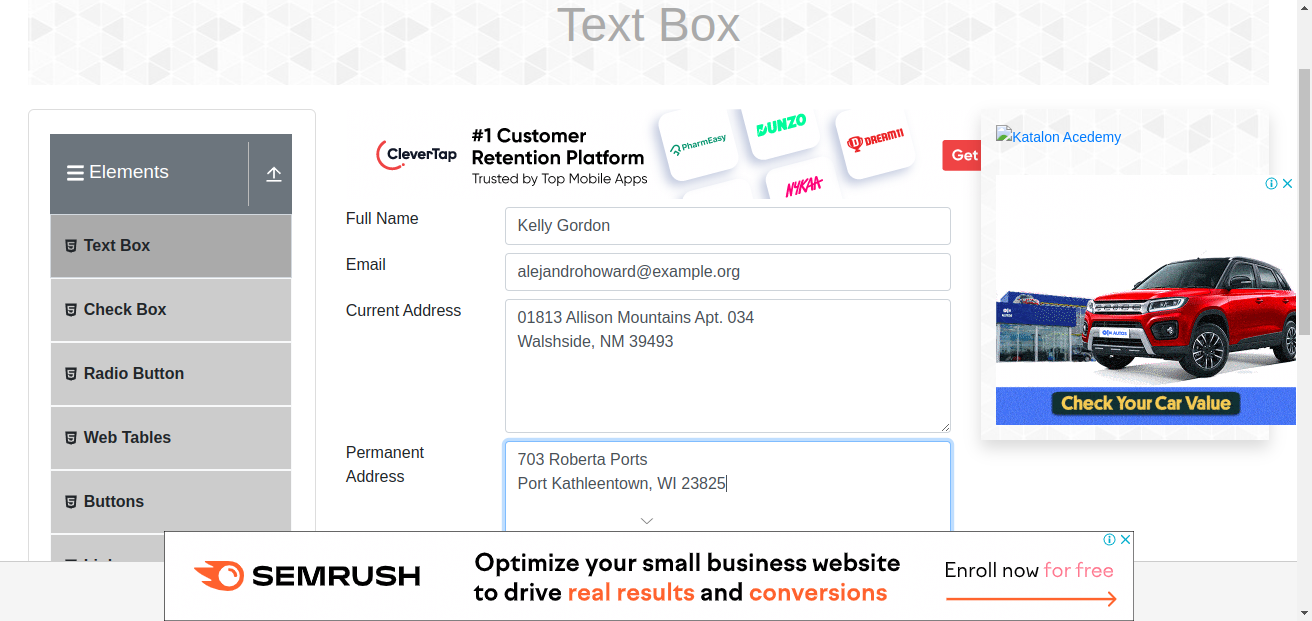 Text Box
Elements
Text Box
Check Box
Radio Button
Web Tables
Buttons
CleverTap
#1 Customer
Retention Platform
Trusted by Top Mobile Apps
PharmEasy
DUNZO
DREAM11
NYKAA
Get
Full Name
Kelly Gordon
Email
alejandrohoward@example.org
Current Address
01813 Allison Mountains Apt. 034
Walshside, NM 39493
Permanent
Address
703 Roberta Ports
Port Kathleentown, WI 23825
Katalon Acedemy
OLX AUTOS
Check Your Car Value
SEMRUSH
Optimize your small business website
to drive real results and conversions
Enroll now for free